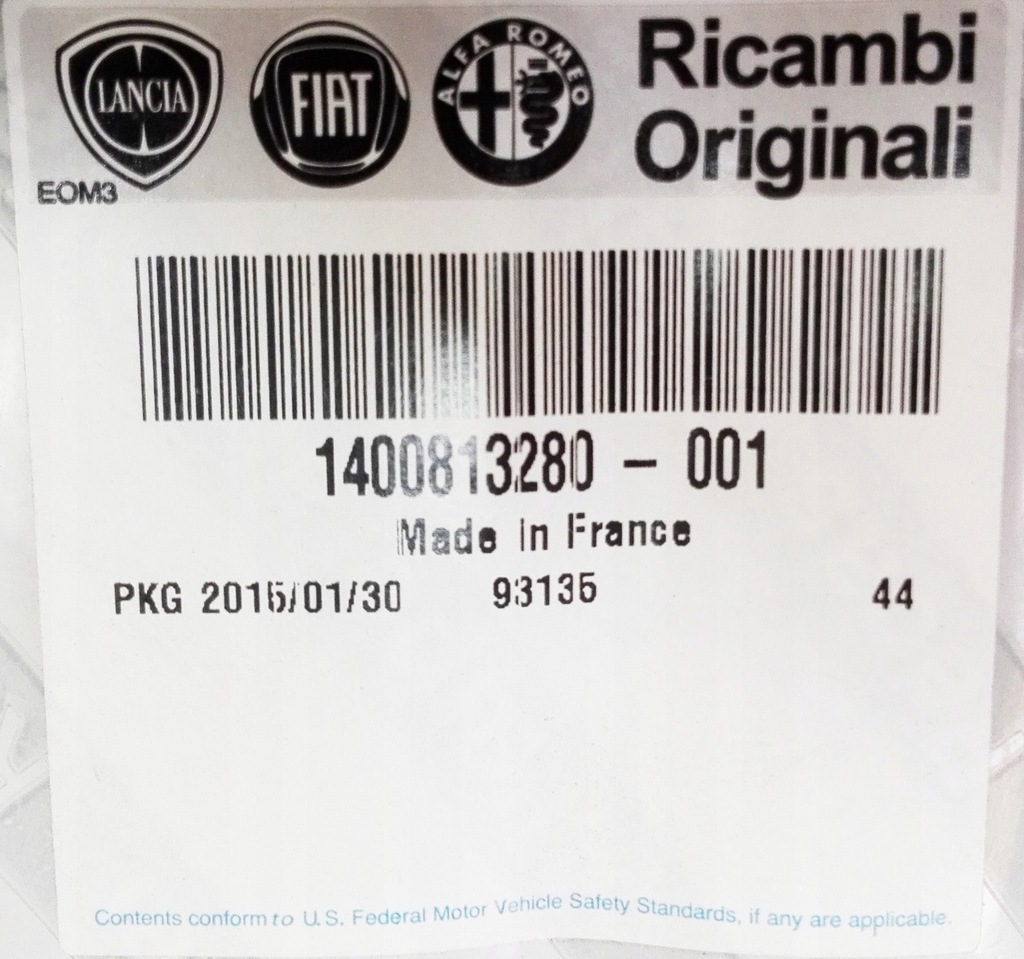 LANCIA
FIAT
ALFA ROMEO
Ricambi
Originali
EOM3
1400813280 - 001
Made in France
PKG 2015/01/30 93135 44
Contents conform to U.S. Federal Motor Vehicle Safety Standards, if any are applicable.